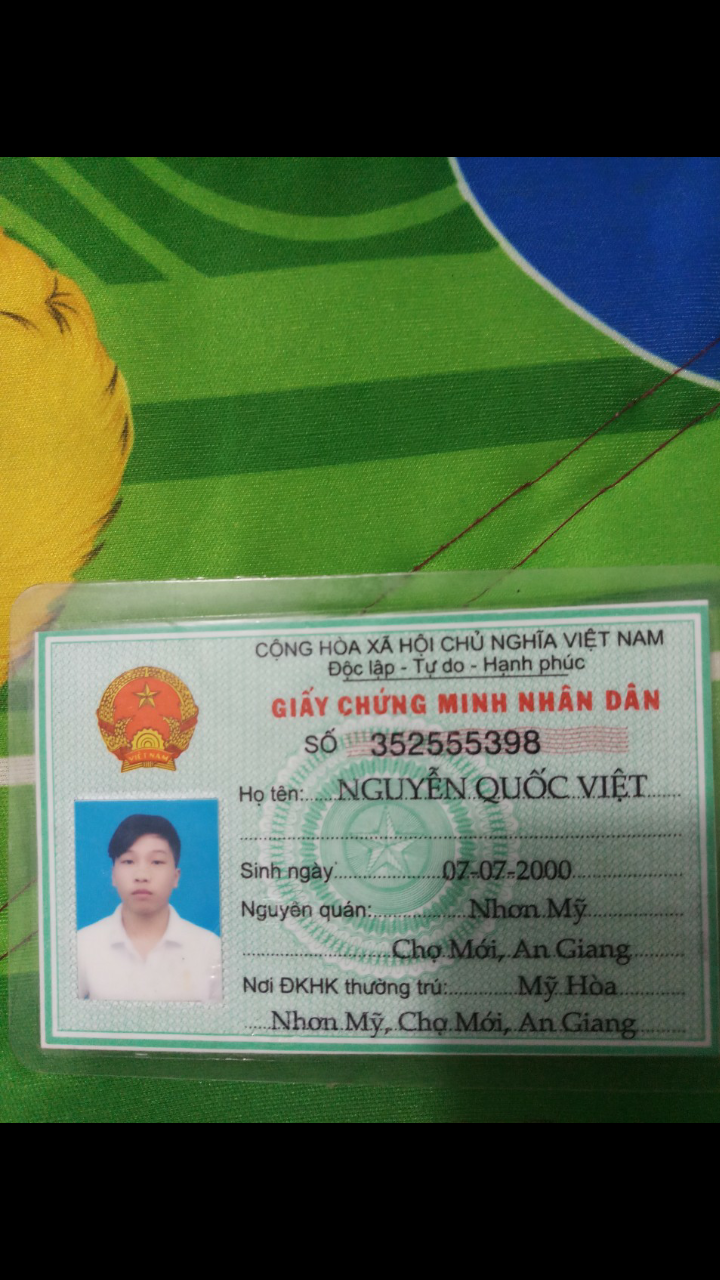 CỘNG HÒA XÃ HỘI CHỦ NGHĨA VIỆT NAM
Độc lập - Tự do - Hạnh phúc
GIẤY CHỨNG MINH NHÂN DÂN
SỐ 352555398
Họ tên: NGUYỄN QUỐC VIỆT
Sinh ngày 07-07-2000
Nguyên quán: Nhơn Mỹ
Chợ Mới, An Giang
Nơi ĐKHK thường trú: Mỹ Hòa
Nhơn Mỹ, Chợ Mới, An Giang
VIỆT NAM